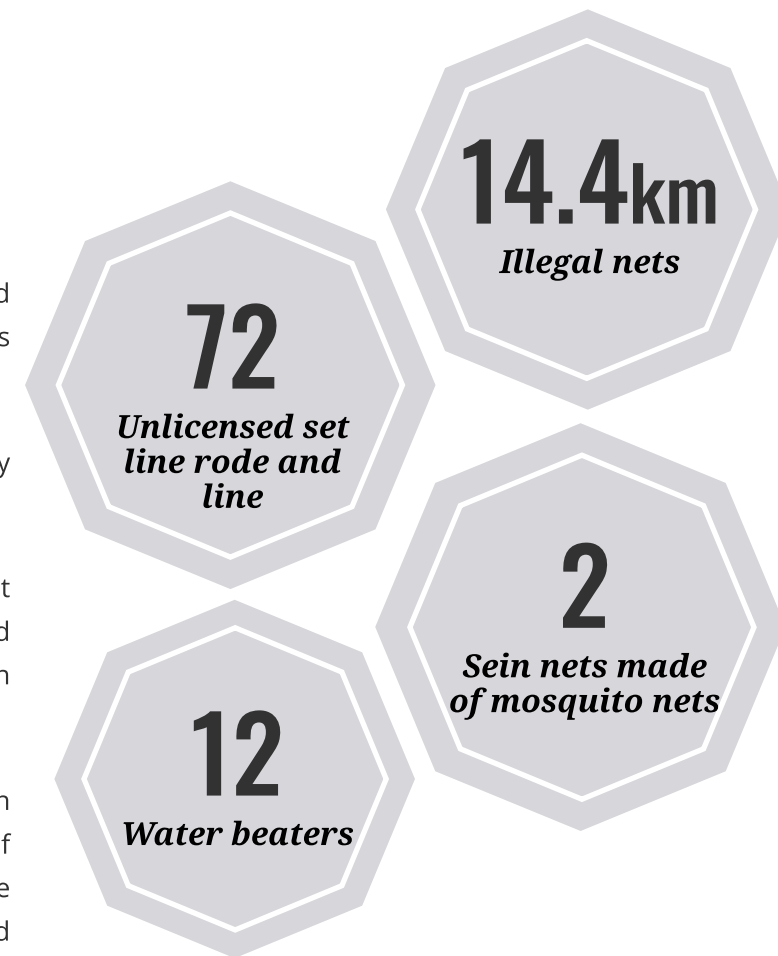 14.4km
Illegal nets
72
Unlicensed set
line rode and
line
2
Sein nets made
of mosquito nets
12
Water beaters